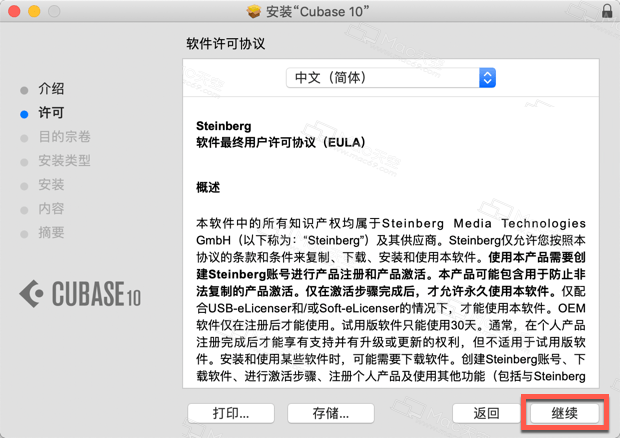 安装“Cubase 10”
软件许可协议
中文（简体）
介绍
许可
目的宗卷
安装类型
安装
内容
摘要
CUBASE 10
Steinberg
软件最终用户许可协议（EULA）
概述
本软件中的所有知识产权均属于Steinberg Media Technologies
GmbH（以下称为：“Steinberg”）及其供应商。Steinberg仅允许您按照本
协议的条款和条件来复制、下载、安装和使用本软件。使用本产品需要创
建Steinberg账号进行产品注册和产品激活。本产品可能包含用于防止非
法复制的产品激活。仅在激活步骤完成后，才允许永久使用本软件。仅配
合USB-eLicenser和/或Soft-eLicenser的情况下，才能使用本软件。OEM
软件仅在注册后才能使用。试用版软件只能使用30天。通常，在个人产品
注册完成后才能享有支持并有升级或更新的权利，但不适用于试用版软
件。安装和使用某些软件时，可能需要下载软件。创建Steinberg账号、下
载软件、进行激活步骤、注册个人产品及使用其他功能（包括与Steinberg
打印...
存储...
返回
继续